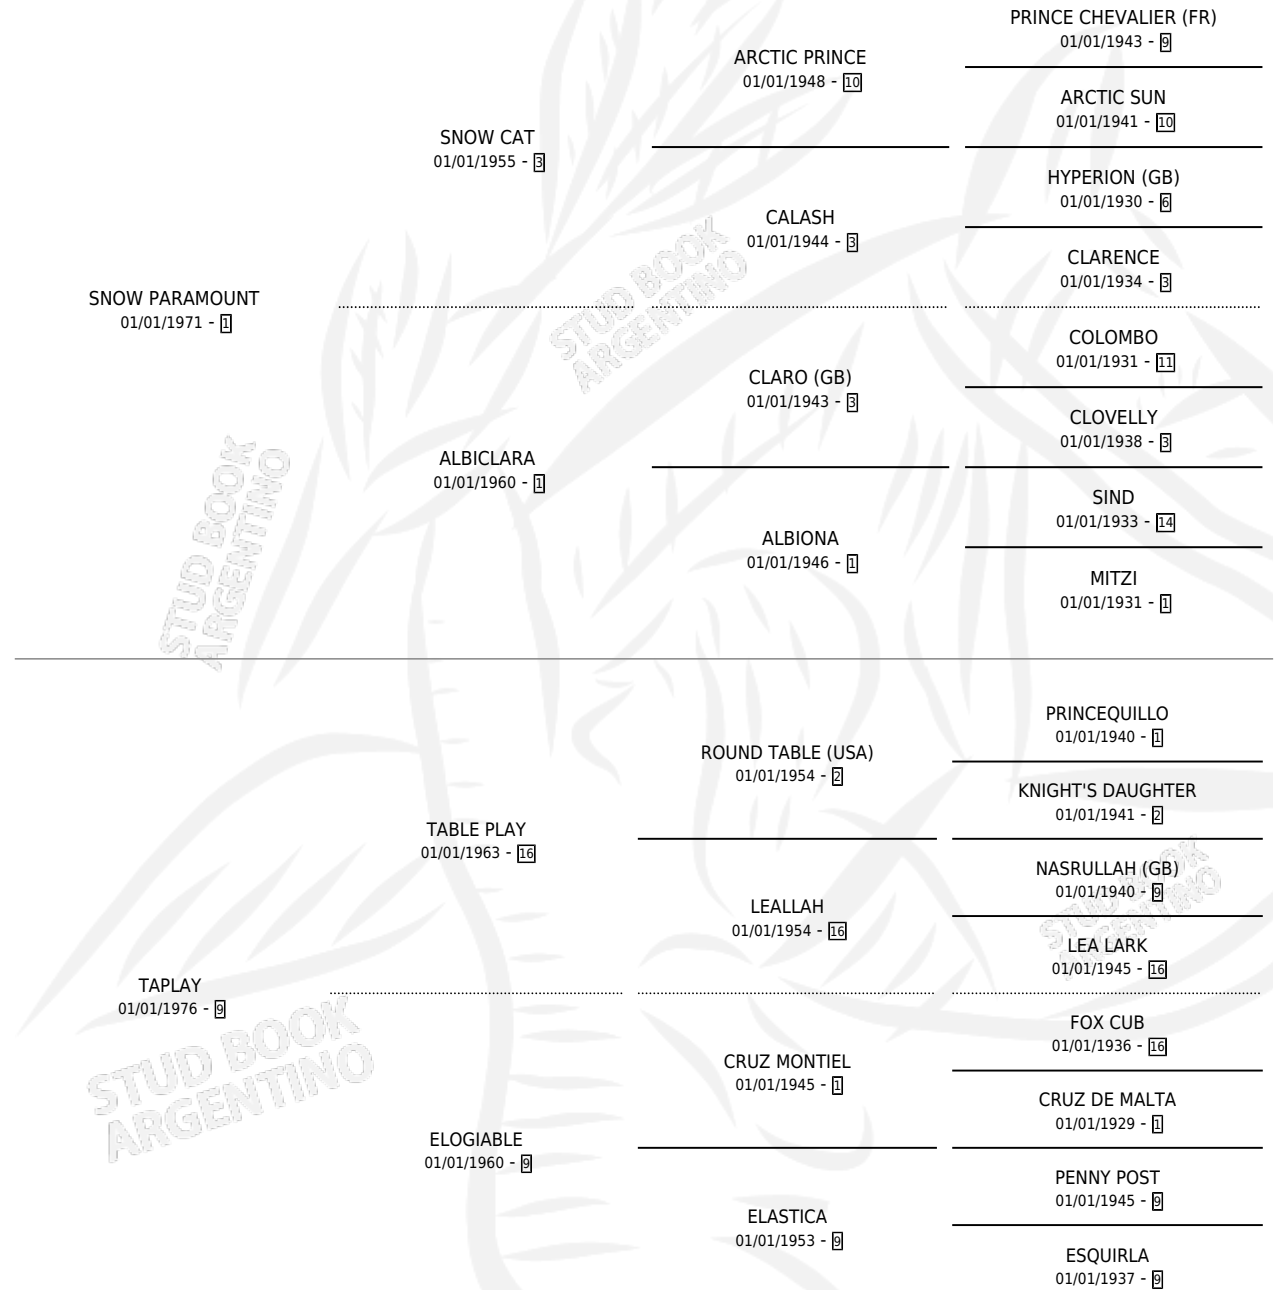 PRINCE CHEVALIER (FR)
01/01/1943 - 9
ARCTIC PRINCE
01/01/1948 - 10
ARCTIC SUN
01/01/1941 - 10
SNOW CAT
01/01/1955 - 3
HYPERION (GB)
01/01/1930 - 6
CALASH
01/01/1944 - 3
CLARENCE
01/01/1934 - 3
SNOW PARAMOUNT
01/01/1971 - 1
COLOMBO
01/01/1931 - 11
CLARO (GB)
01/01/1943 - 3
CLOVELLY
01/01/1938 - 3
ALBICLARA
01/01/1960 - 1
SIND
01/01/1933 - 14
ALBIONA
01/01/1946 - 1
MITZI
01/01/1931 - 1
STUD BOOK
ARGENTINO
STUD BOOK
ARGENTINO
PRINCEQUILLO
01/01/1940 - 1
ROUND TABLE (USA)
01/01/1954 - 2
KNIGHT'S DAUGHTER
01/01/1941 - 2
TABLE PLAY
01/01/1963 - 16
NASRULLAH (GB)
01/01/1940 - 9
LEALLAH
01/01/1954 - 16
LEA LARK
01/01/1945 - 16
TAPLAY
01/01/1976 - 9
FOX CUB
01/01/1936 - 16
CRUZ MONTIEL
01/01/1945 - 1
CRUZ DE MALTA
01/01/1929 - 1
ELOGIABLE
01/01/1960 - 9
PENNY POST
01/01/1945 - 9
ELASTICA
01/01/1953 - 9
ESQUIRLA
01/01/1937 - 9
STUD BOOK
ARGENTINO
STUD BOOK
ARGENTINO